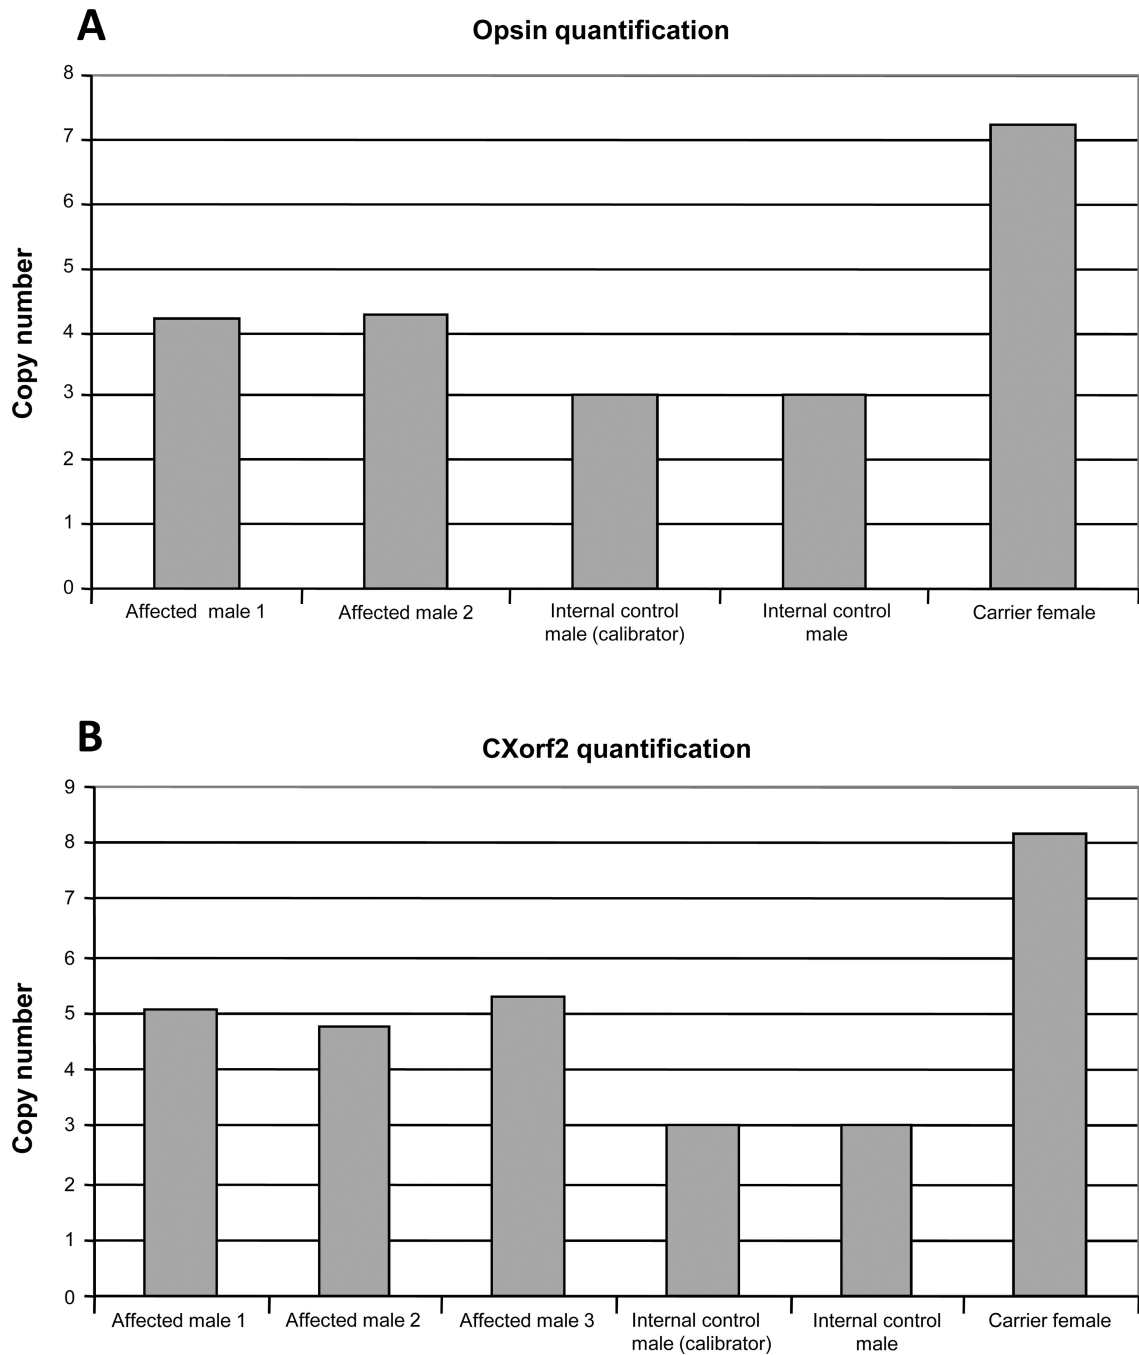 A
Opsin quantification
8
7
6
5
4
3
2
1
0
Copy number
Affected male 1
Affected male 2
Internal control
male (calibrator)
Internal control
male
Carrier female
B
CXorf2 quantification
9
8
7
6
5
4
3
2
1
0
Copy number
Affected male 1
Affected male 2
Affected male 3
Internal control
male (calibrator)
Internal control
male
Carrier female